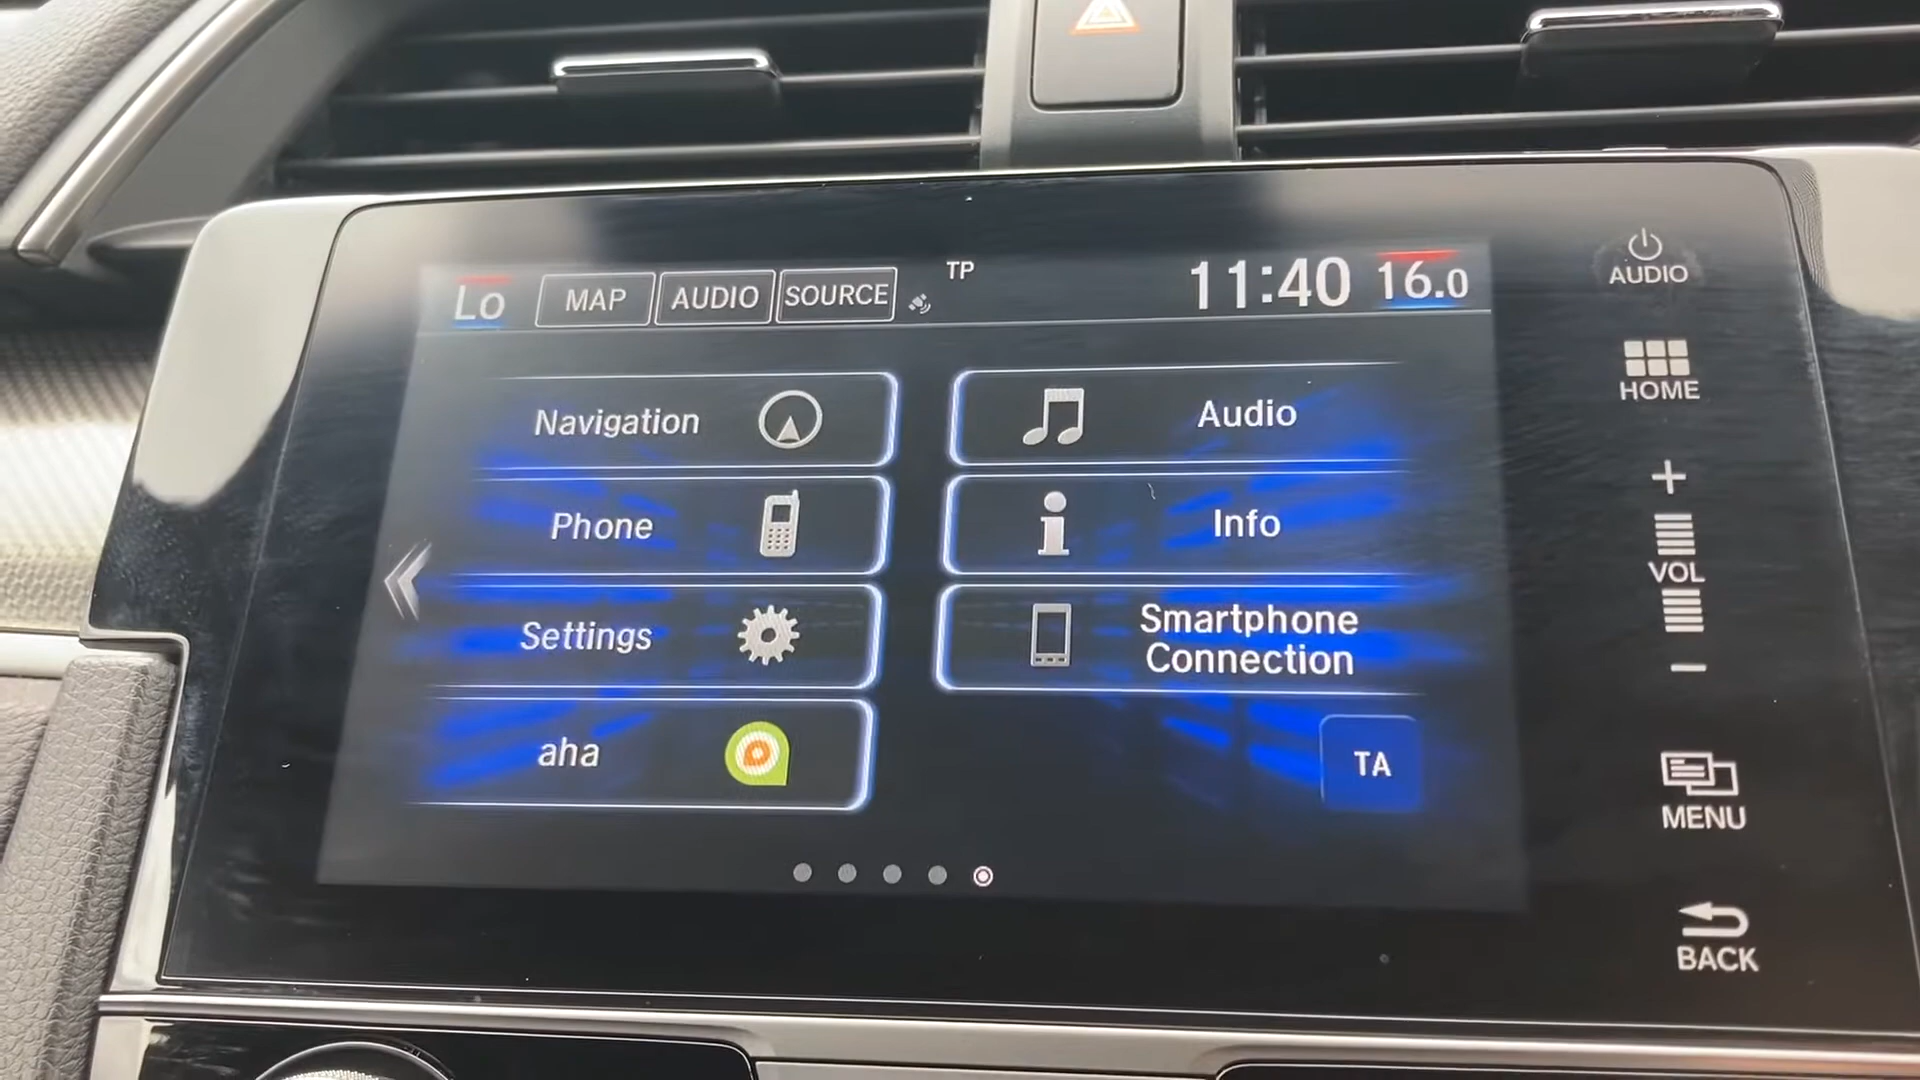 Lo MAP AUDIO SOURCE TP 11:40 16.0
Navigation
Audio
Phone
Info
Settings
Smartphone
Connection
aha
TA
AUDIO
HOME
+
VOL
−
MENU
BACK